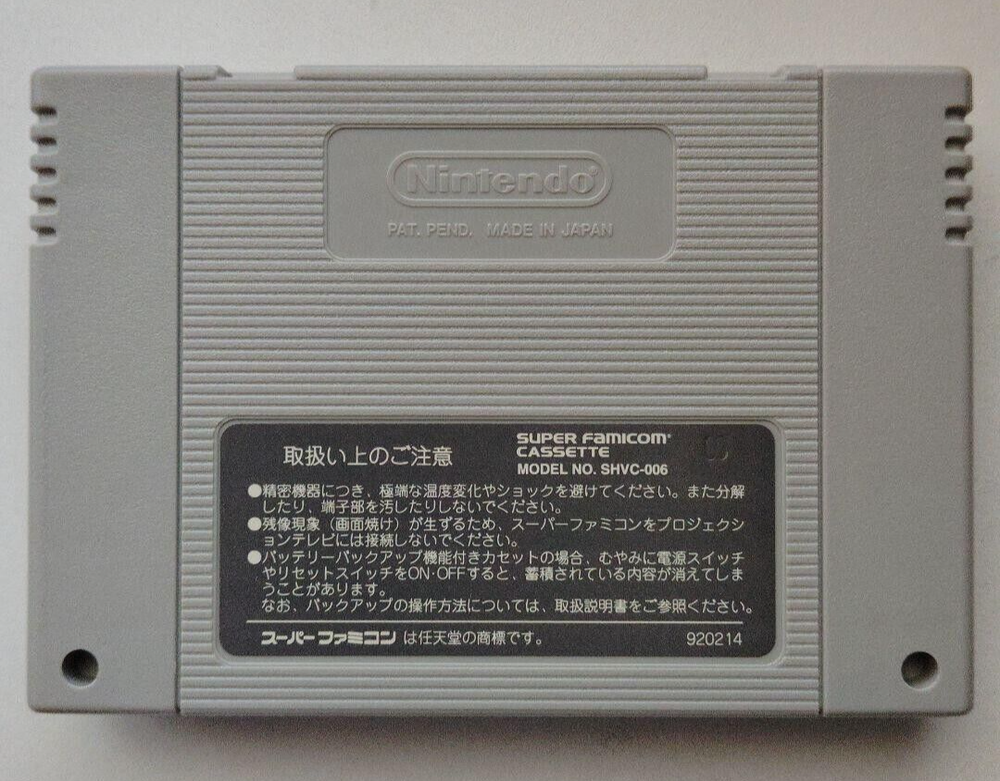 Nintendo®
PAT. PEND. MADE IN JAPAN
取扱い上のご注意
SUPER FAMICOM®
CASSETTE
MODEL NO. SHVC-006
●精密機器につき、極端な温度変化やショックを避けてください。また分解
したり、端子部を汚したりしないでください。
●残像現象（画面焼け）が生ずるため、スーパーファミコンをプロジェクシ
ョンテレビには接続しないでください。
●バッテリーバックアップ機能付きカセットの場合、むやみに電源スイッチ
やリセットスイッチをON·OFFすると、蓄積されている内容が消えてしま
うことがあります。
なお、バックアップの操作方法については、取扱説明書をご参照ください。
スーパーファミコン は任天堂の商標です。
920214